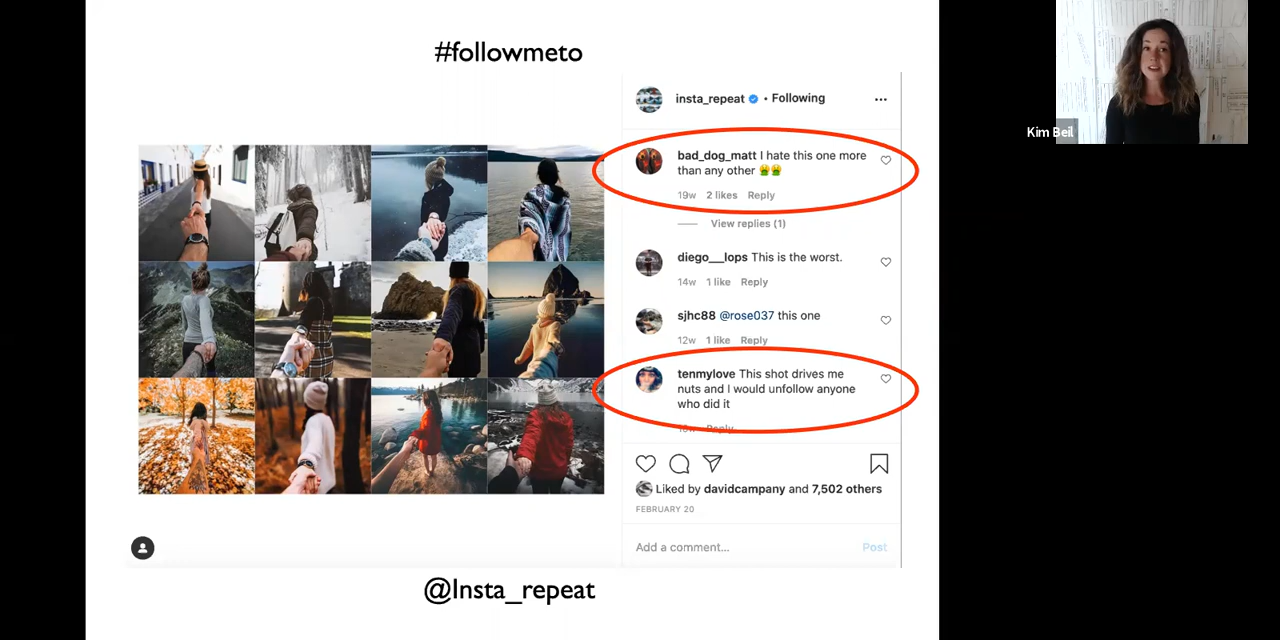 #followmeto
insta_repeat • Following
bad_dog_matt I hate this one more
than any other 🤮🤮
19w 2 likes Reply
View replies (1)
diego__lops This is the worst.
14w 1 like Reply
sjhc88 @rose037 this one
12w 1 like Reply
tenmylove This shot drives me
nuts and I would unfollow anyone
who did it
Reply
Liked by davidcampany and 7,502 others
FEBRUARY 20
Add a comment... Post
@Insta_repeat
Kim Beil